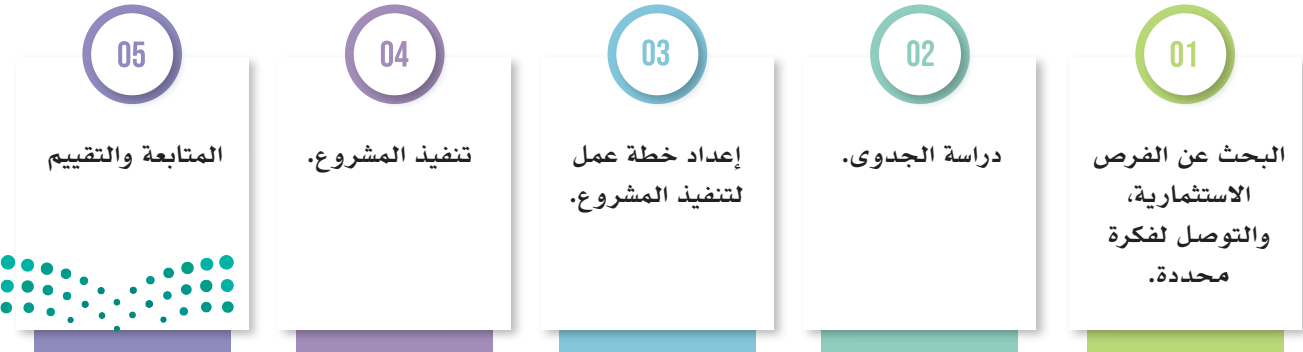 01
البحث عن الفرص
الاستثمارية،
والتوصل لفكرة
محددة.
02
دراسة الجدوى.
03
إعداد خطة عمل
لتنفيذ المشروع.
04
تنفيذ المشروع.
05
المتابعة والتقييم